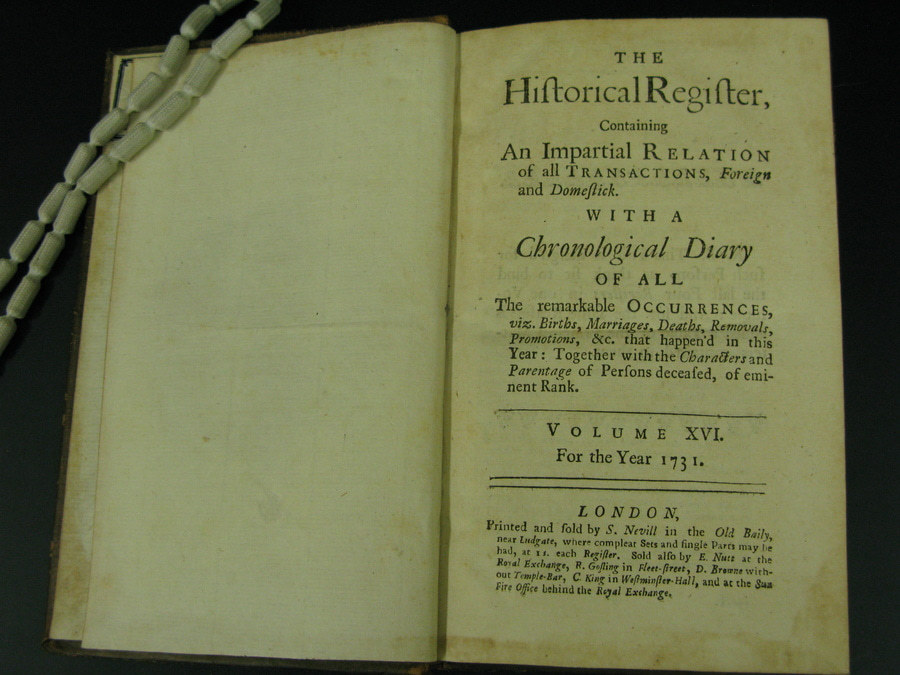 THE
Hiſtorical Regiſter,
Containing
An Impartial RELATION
of all TRANSACTIONS, Foreign
and Domeſtick.
WITH A
Chronological Diary
OF ALL
The remarkable OCCURRENCES,
viz. Births, Marriages, Deaths, Removals,
Promotions, &c. that happen'd in this
Year: Together with the Characters and
Parentage of Perſons deceaſed, of emi-
nent Rank.
VOLUME XVI.
For the Year 1731.
LONDON,
Printed and ſold by S. Nevill in the Old Baily,
near Ludgate, where compleat Sets and ſingle Parts may be
had, at 1s. each Regiſter. Sold alſo by E. Nutt at the
Royal Exchange, R. Goſling in Fleet-ſtreet, D. Browne with-
out Temple-Bar, C. King in Weſtminſter-Hall, and at the Sun
Fire Office behind the Royal Exchange.